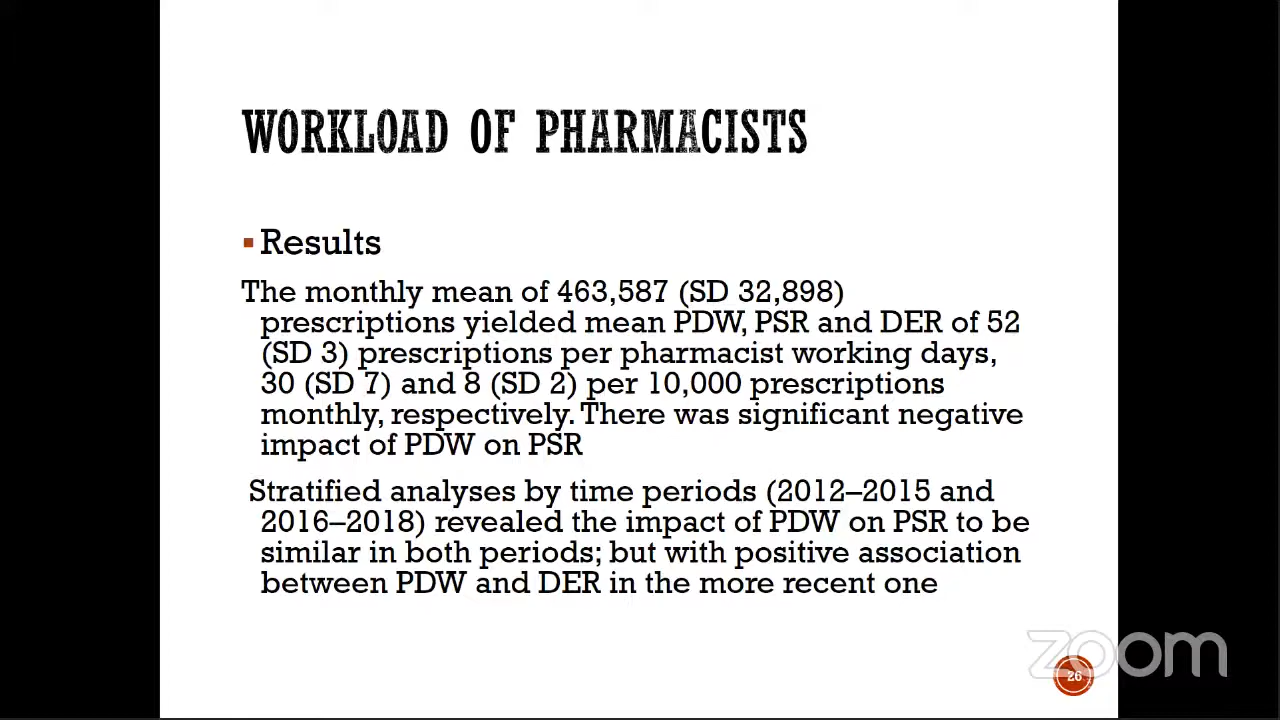 WORKLOAD OF PHARMACISTS
▪Results
The monthly mean of 463,587 (SD 32,898)
prescriptions yielded mean PDW, PSR and DER of 52
(SD 3) prescriptions per pharmacist working days,
30 (SD 7) and 8 (SD 2) per 10,000 prescriptions
monthly, respectively. There was significant negative
impact of PDW on PSR
Stratified analyses by time periods (2012–2015 and
2016–2018) revealed the impact of PDW on PSR to be
similar in both periods; but with positive association
between PDW and DER in the more recent one
zoom
26